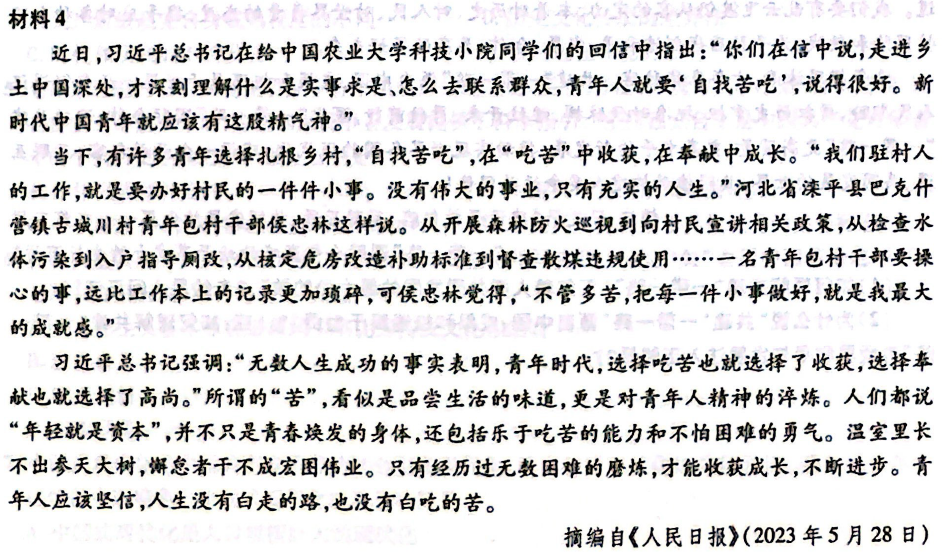 材料4
近日,习近平总书记在给中国农业大学科技小院同学们的回信中指出:“你们在信中说,走进乡
土中国深处,才深刻理解什么是实事求是、怎么去联系群众,青年人就要‘自找苦吃’,说得很好。新
时代中国青年就应该有这股精气神。”
当下,有许多青年选择扎根乡村,“自找苦吃”,在“吃苦”中收获,在奉献中成长。“我们驻村人
的工作,就是要办好村民的一件件小事。没有伟大的事业,只有充实的人生。”河北省滦平县巴克什
营镇古城川村青年包村干部侯忠林这样说。从开展森林防火巡视到向村民宣讲相关政策,从检查水
体污染到入户指导厕改,从核定危房改造补助标准到督查散煤违规使用……一名青年包村干部要操
心的事,远比工作本上的记录更加琐碎,可侯忠林觉得,“不管多苦,把每一件小事做好,就是我最大
的成就感。”
习近平总书记强调:“无数人生成功的事实表明,青年时代,选择吃苦也就选择了收获,选择奉
献也就选择了高尚。”所谓的“苦”,看似是品尝生活的味道,更是对青年人精神的淬炼。人们都说
“年轻就是资本”,并不只是青春焕发的身体,还包括乐于吃苦的能力和不怕困难的勇气。温室里长
不出参天大树,懈怠者干不成宏图伟业。只有经历过无数困难的磨炼,才能收获成长,不断进步。青
年人应该坚信,人生没有白走的路,也没有白吃的苦。
摘编自《人民日报》(2023年5月28日)